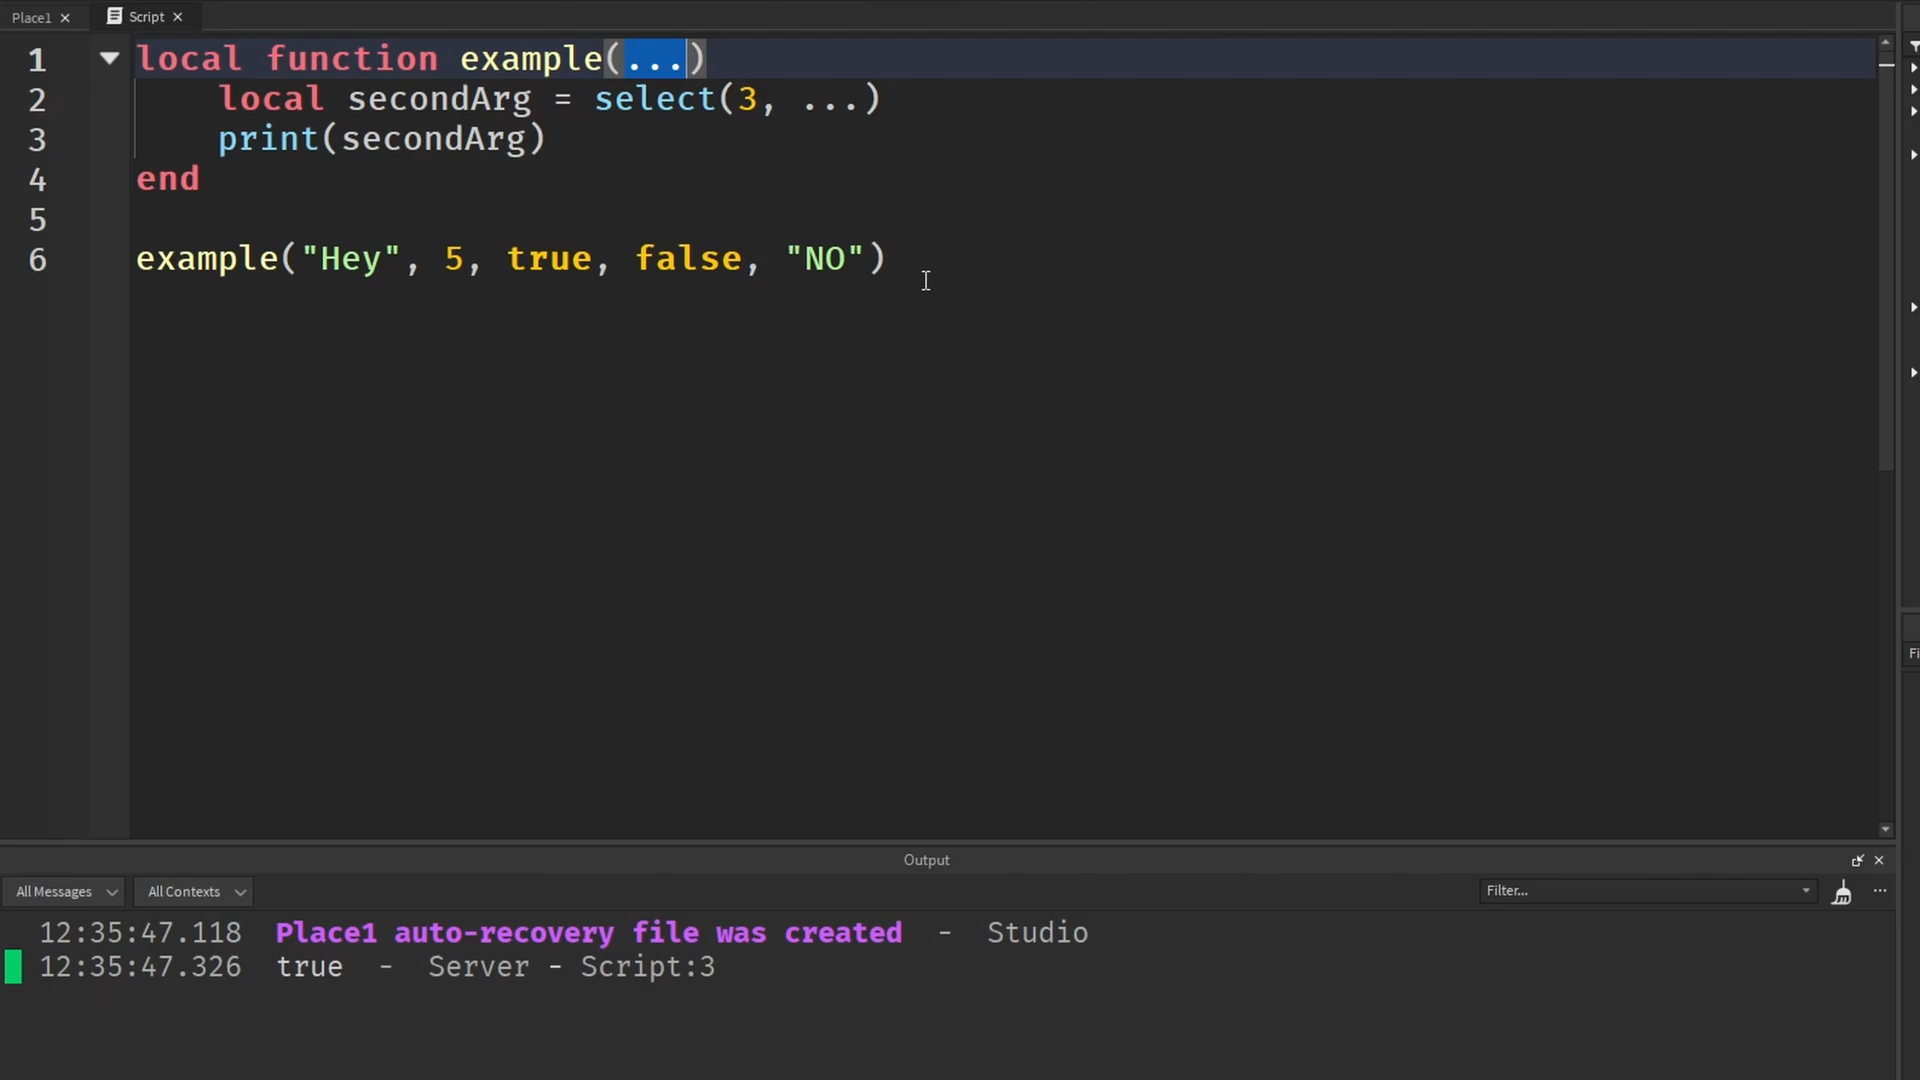 Place1
Script
1 local function example(...)
2 local secondArg = select(3, ...)
3 print(secondArg)
4 end
5
6 example("Hey", 5, true, false, "NO")
Output
All Messages All Contexts Filter... ...
12:35:47.118 Place1 auto-recovery file was created - Studio
12:35:47.326 true - Server - Script:3
Fi